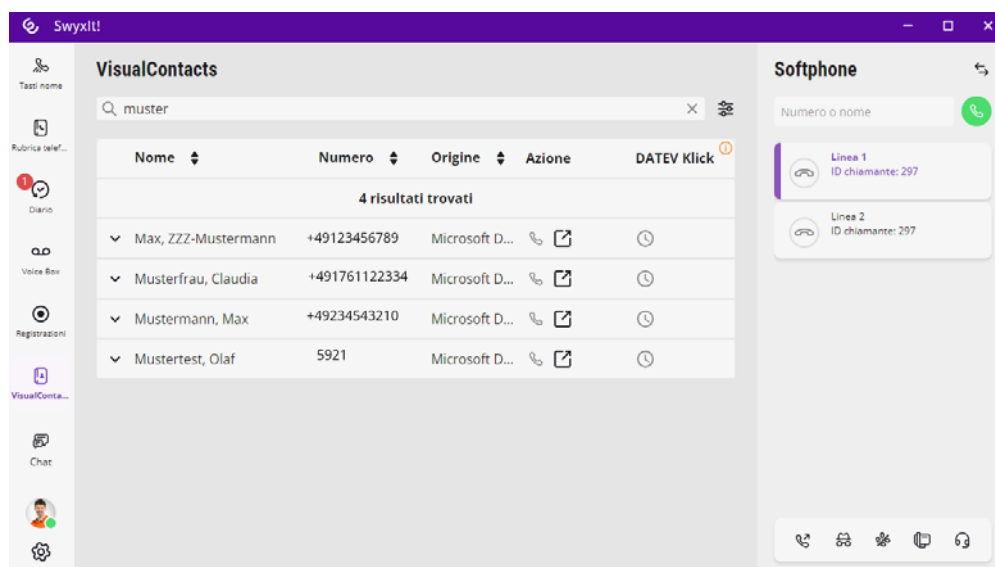 SwyxIt!
Tasti nome
Rubrica telef...
1
Diario
Voice Box
Registrazioni
VisualConta...
Chat
VisualContacts
muster
Nome Numero Origine Azione DATEV Klick
4 risultati trovati
Max, ZZZ-Mustermann +49123456789 Microsoft D...
Musterfrau, Claudia +491761122334 Microsoft D...
Mustermann, Max +49234543210 Microsoft D...
Mustertest, Olaf 5921 Microsoft D...
Softphone
Numero o nome
Linea 1
ID chiamante: 297
Linea 2
ID chiamante: 297